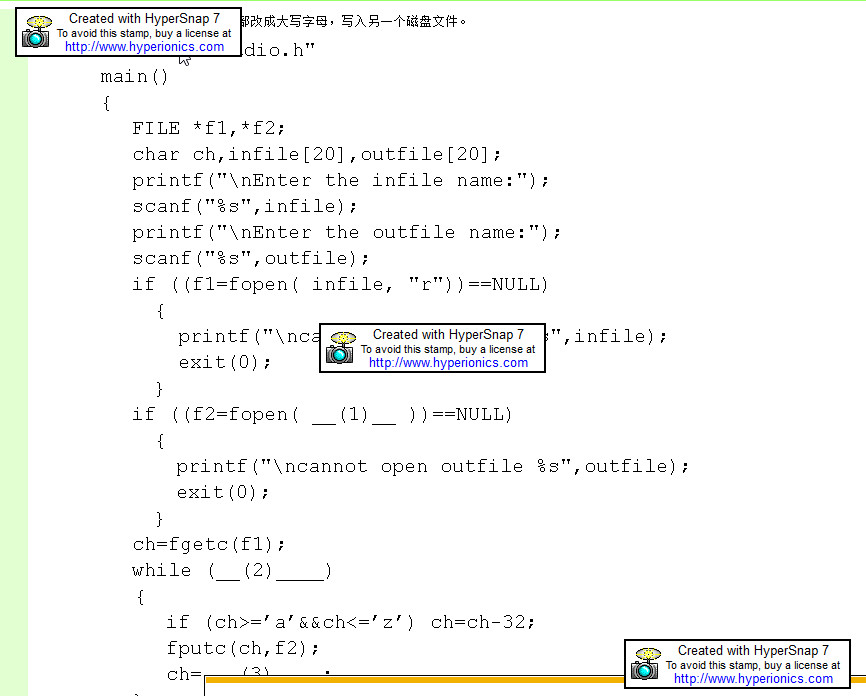 Created with HyperSnap 7
To avoid this stamp, buy a license at
http://www.hyperionics.com
都改成大写字母，写入另一个磁盘文件。
dio.h"
main()
{
FILE *f1,*f2;
char ch,infile[20],outfile[20];
printf("\nEnter the infile name:");
scanf("%s",infile);
printf("\nEnter the outfile name:");
scanf("%s",outfile);
if ((f1=fopen( infile, "r"))==NULL)
{
printf("\nca
Created with HyperSnap 7
To avoid this stamp, buy a license at
http://www.hyperionics.com
",infile);
exit(0);
}
if ((f2=fopen( __(1)__ ))==NULL)
{
printf("\ncannot open outfile %s",outfile);
exit(0);
}
ch=fgetc(f1);
while (__(2)____)
{
if (ch>='a'&&ch<='z') ch=ch-32;
fputc(ch,f2);
ch=__(3)____;
Created with HyperSnap 7
To avoid this stamp, buy a license at
http://www.hyperionics.com